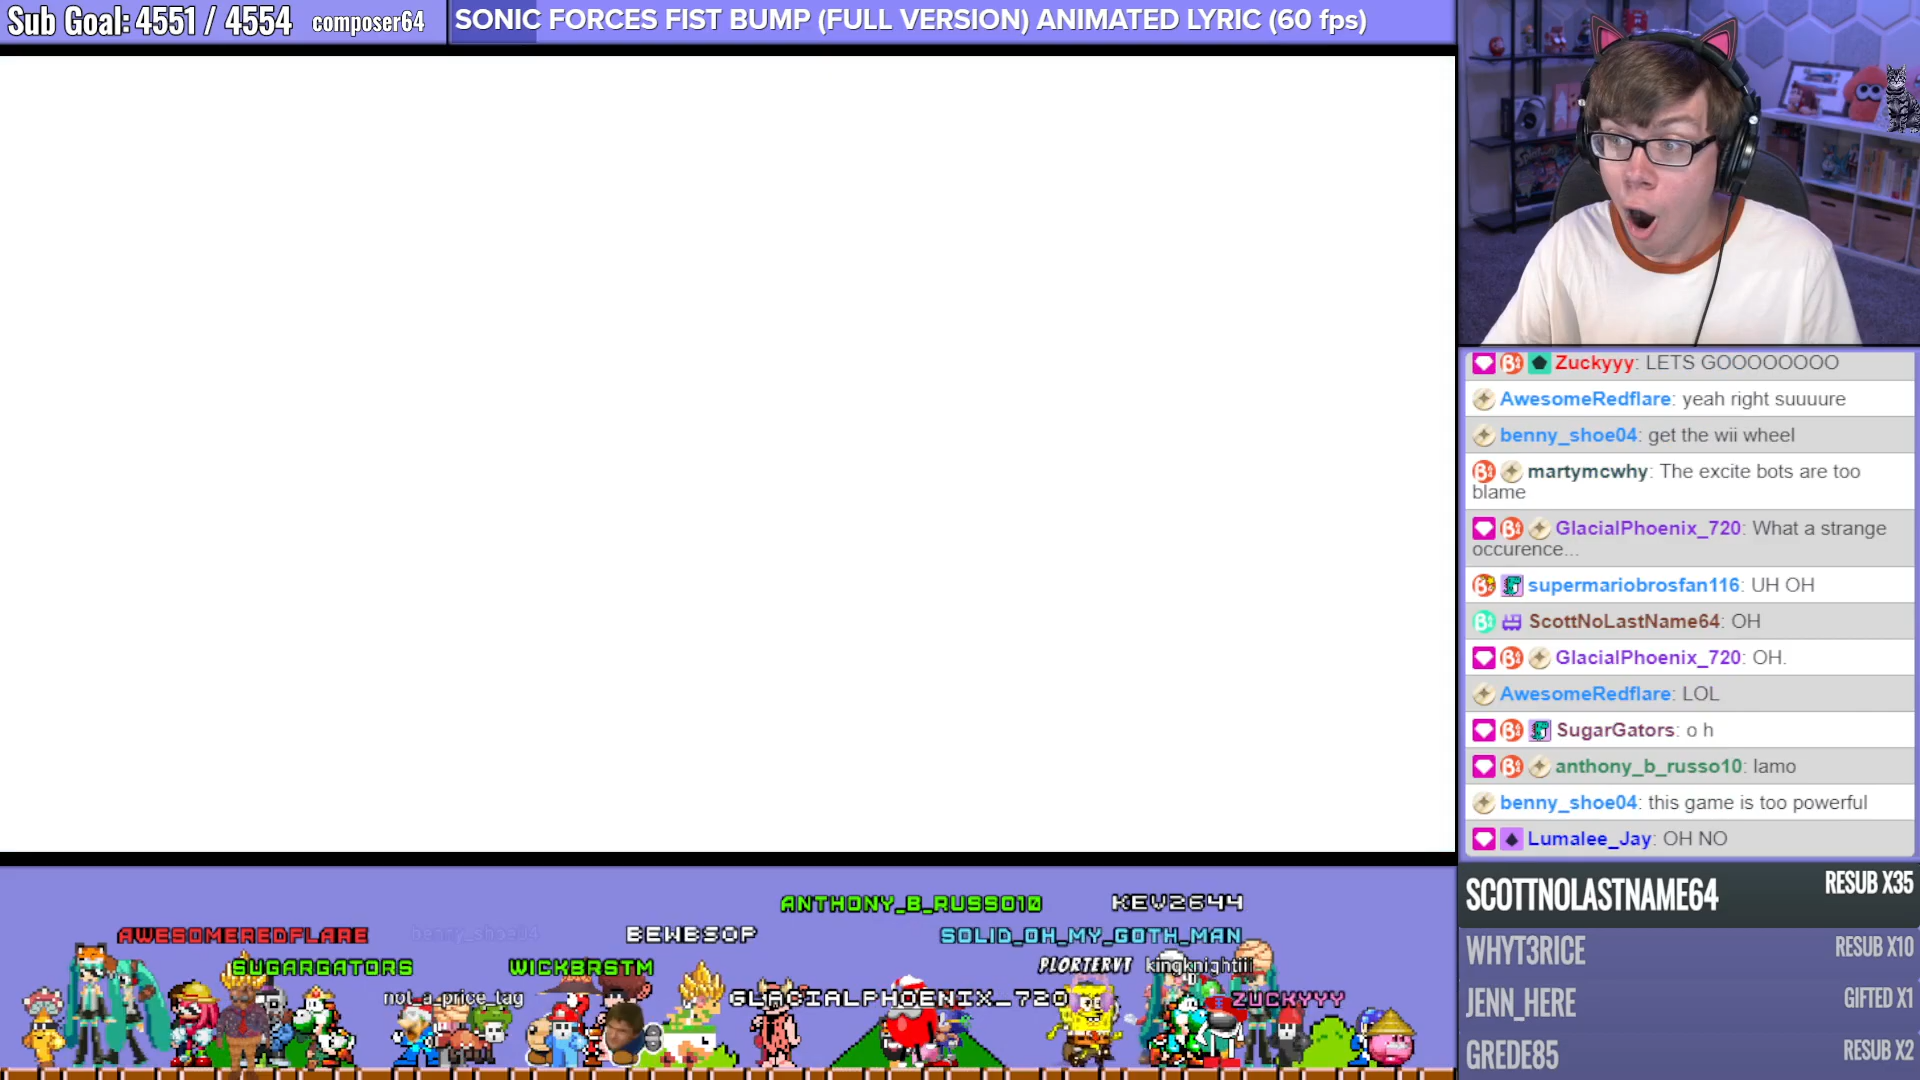 Sub Goal: 4551 / 4554 composer64
SONIC FORCES FIST BUMP (FULL VERSION) ANIMATED LYRIC (60 fps)
Zuckyyy: LETS GOOOOOOOO
AwesomeRedflare: yeah right suuuure
benny_shoe04: get the wii wheel
martymcwhy: The excite bots are too
blame
GlacialPhoenix_720: What a strange
occurence...
supermariobrosfan116: UH OH
ScottNoLastName64: OH
GlacialPhoenix_720: OH.
AwesomeRedflare: LOL
SugarGators: o h
anthony_b_russo10: lamo
benny_shoe04: this game is too powerful
Lumalee_Jay: OH NO
SCOTTNOLASTNAME64 RESUB X35
WHYT3RICE RESUB X10
JENN_HERE GIFTED X1
GREDE85 RESUB X2
ANTHONY_B_RUSSO10 KEV2644
AWESOMEREDFLARE benny_shoe04 BEWBSOP SOLID_OH_MY_GOTH_MAN
SUGARGATORS WICKBRSTM PLORTERVT kingknightiii
not_a_price_tag GLACIALPHOENIX_720 ZUCKYYY